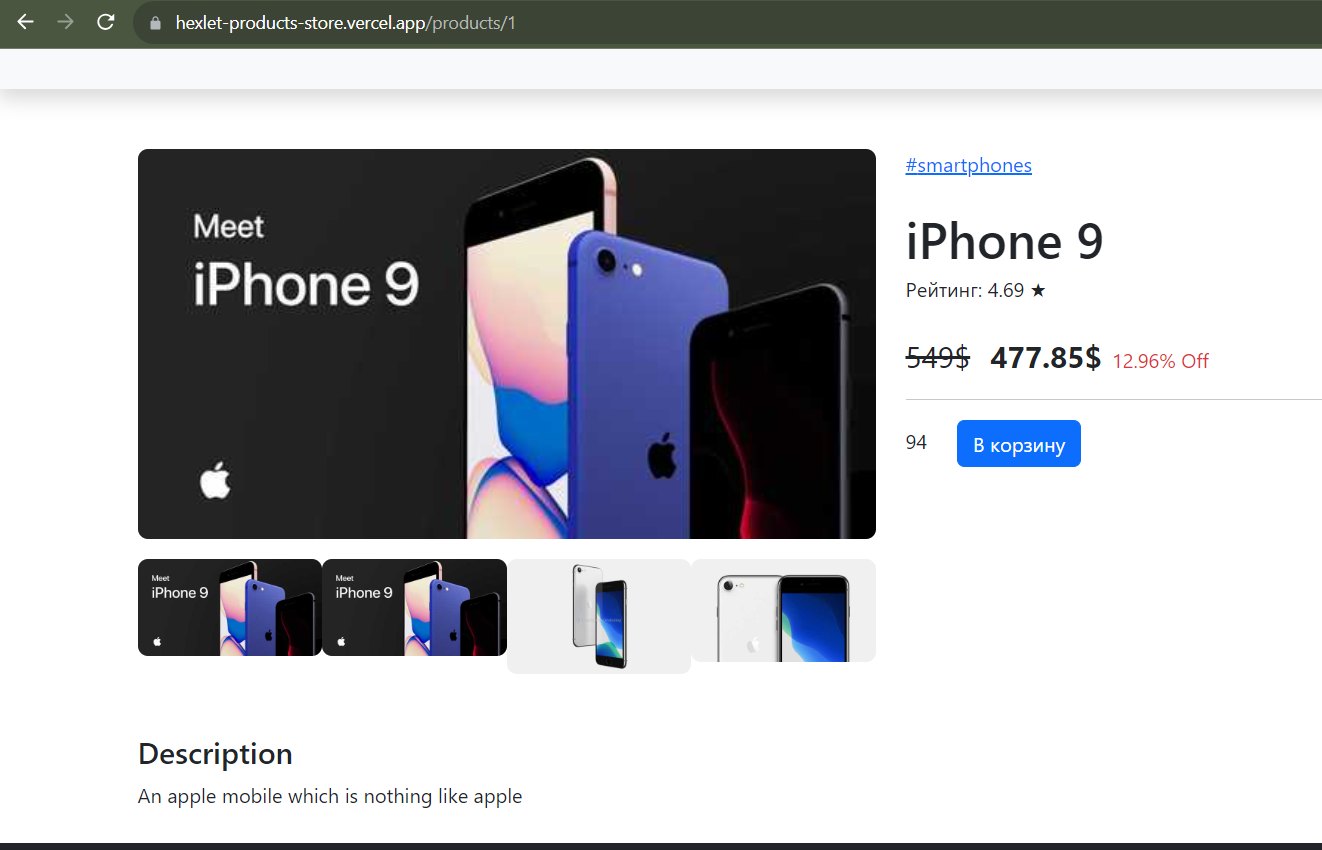 hexlet-products-store.vercel.app/products/1
Meet
iPhone 9
#smartphones
iPhone 9
Рейтинг: 4.69 ★
549$ 477.85$ 12.96% Off
94 В корзину
Meet
iPhone 9
Meet
iPhone 9
Description
An apple mobile which is nothing like apple